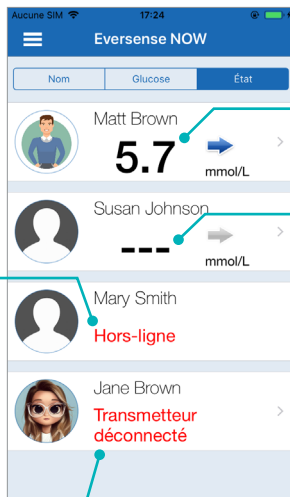 Aucune SIM 17:24
Eversense NOW
Nom Glucose État
Matt Brown
5.7
mmol/L
Susan Johnson
---
mmol/L
Mary Smith
Hors-ligne
Jane Brown
Transmetteur
déconnecté